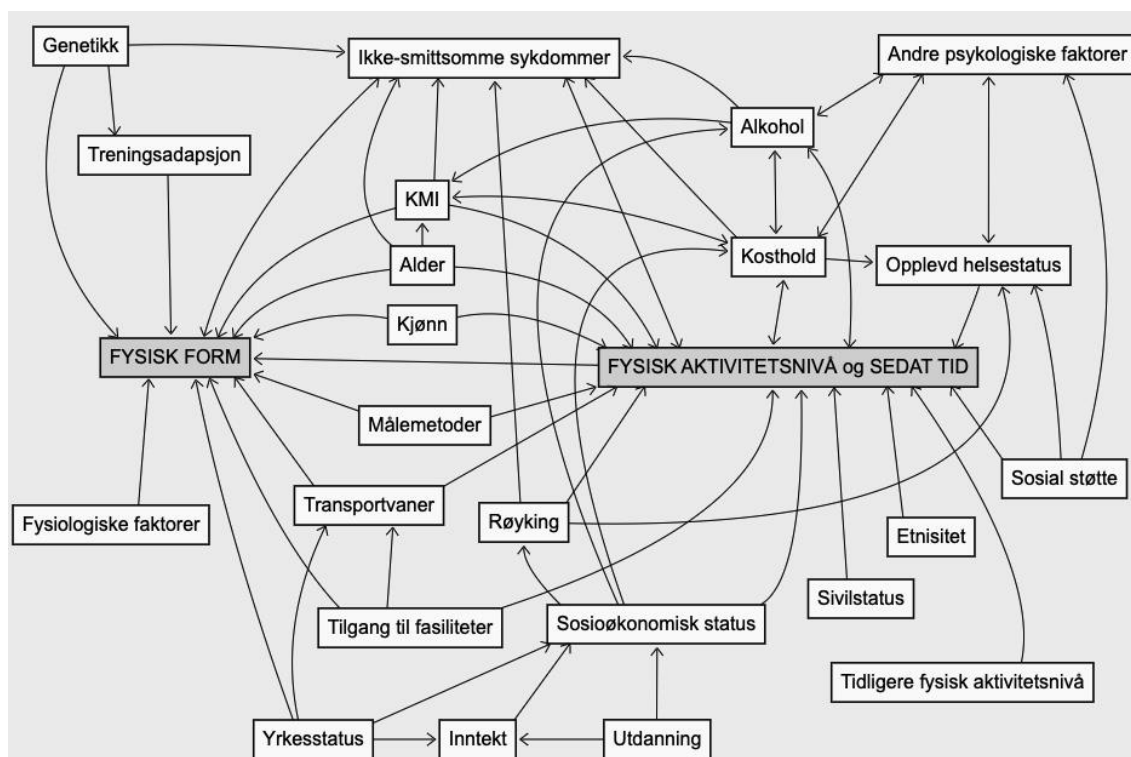 Genetikk
Ikke-smittsomme sykdommer
Andre psykologiske faktorer
Alkohol
Treningsadapsjon
KMI
Alder
Kosthold
Opplevd helsestatus
Kjønn
FYSISK FORM
FYSISK AKTIVITETSNIVÅ og SEDAT TID
Målemetoder
Sosial støtte
Transportvaner
Fysiologiske faktorer
Røyking
Etnisitet
Sivilstatus
Tilgang til fasiliteter
Sosioøkonomisk status
Tidligere fysisk aktivitetsnivå
Yrkesstatus
Inntekt
Utdanning